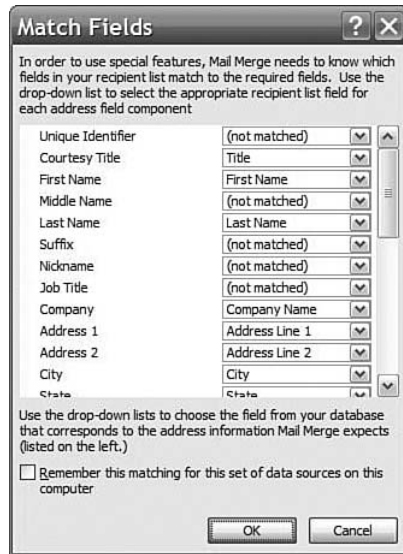 Match Fields
In order to use special features, Mail Merge needs to know which
fields in your recipient list match to the required fields. Use the
drop-down list to select the appropriate recipient list field for
each address field component
Unique Identifier (not matched)
Courtesy Title Title
First Name First Name
Middle Name (not matched)
Last Name Last Name
Suffix (not matched)
Nickname (not matched)
Job Title (not matched)
Company Company Name
Address 1 Address Line 1
Address 2 Address Line 2
City City
State State
Use the drop-down lists to choose the field from your database
that corresponds to the address information Mail Merge expects
(listed on the left.)
Remember this matching for this set of data sources on this
computer
OK Cancel